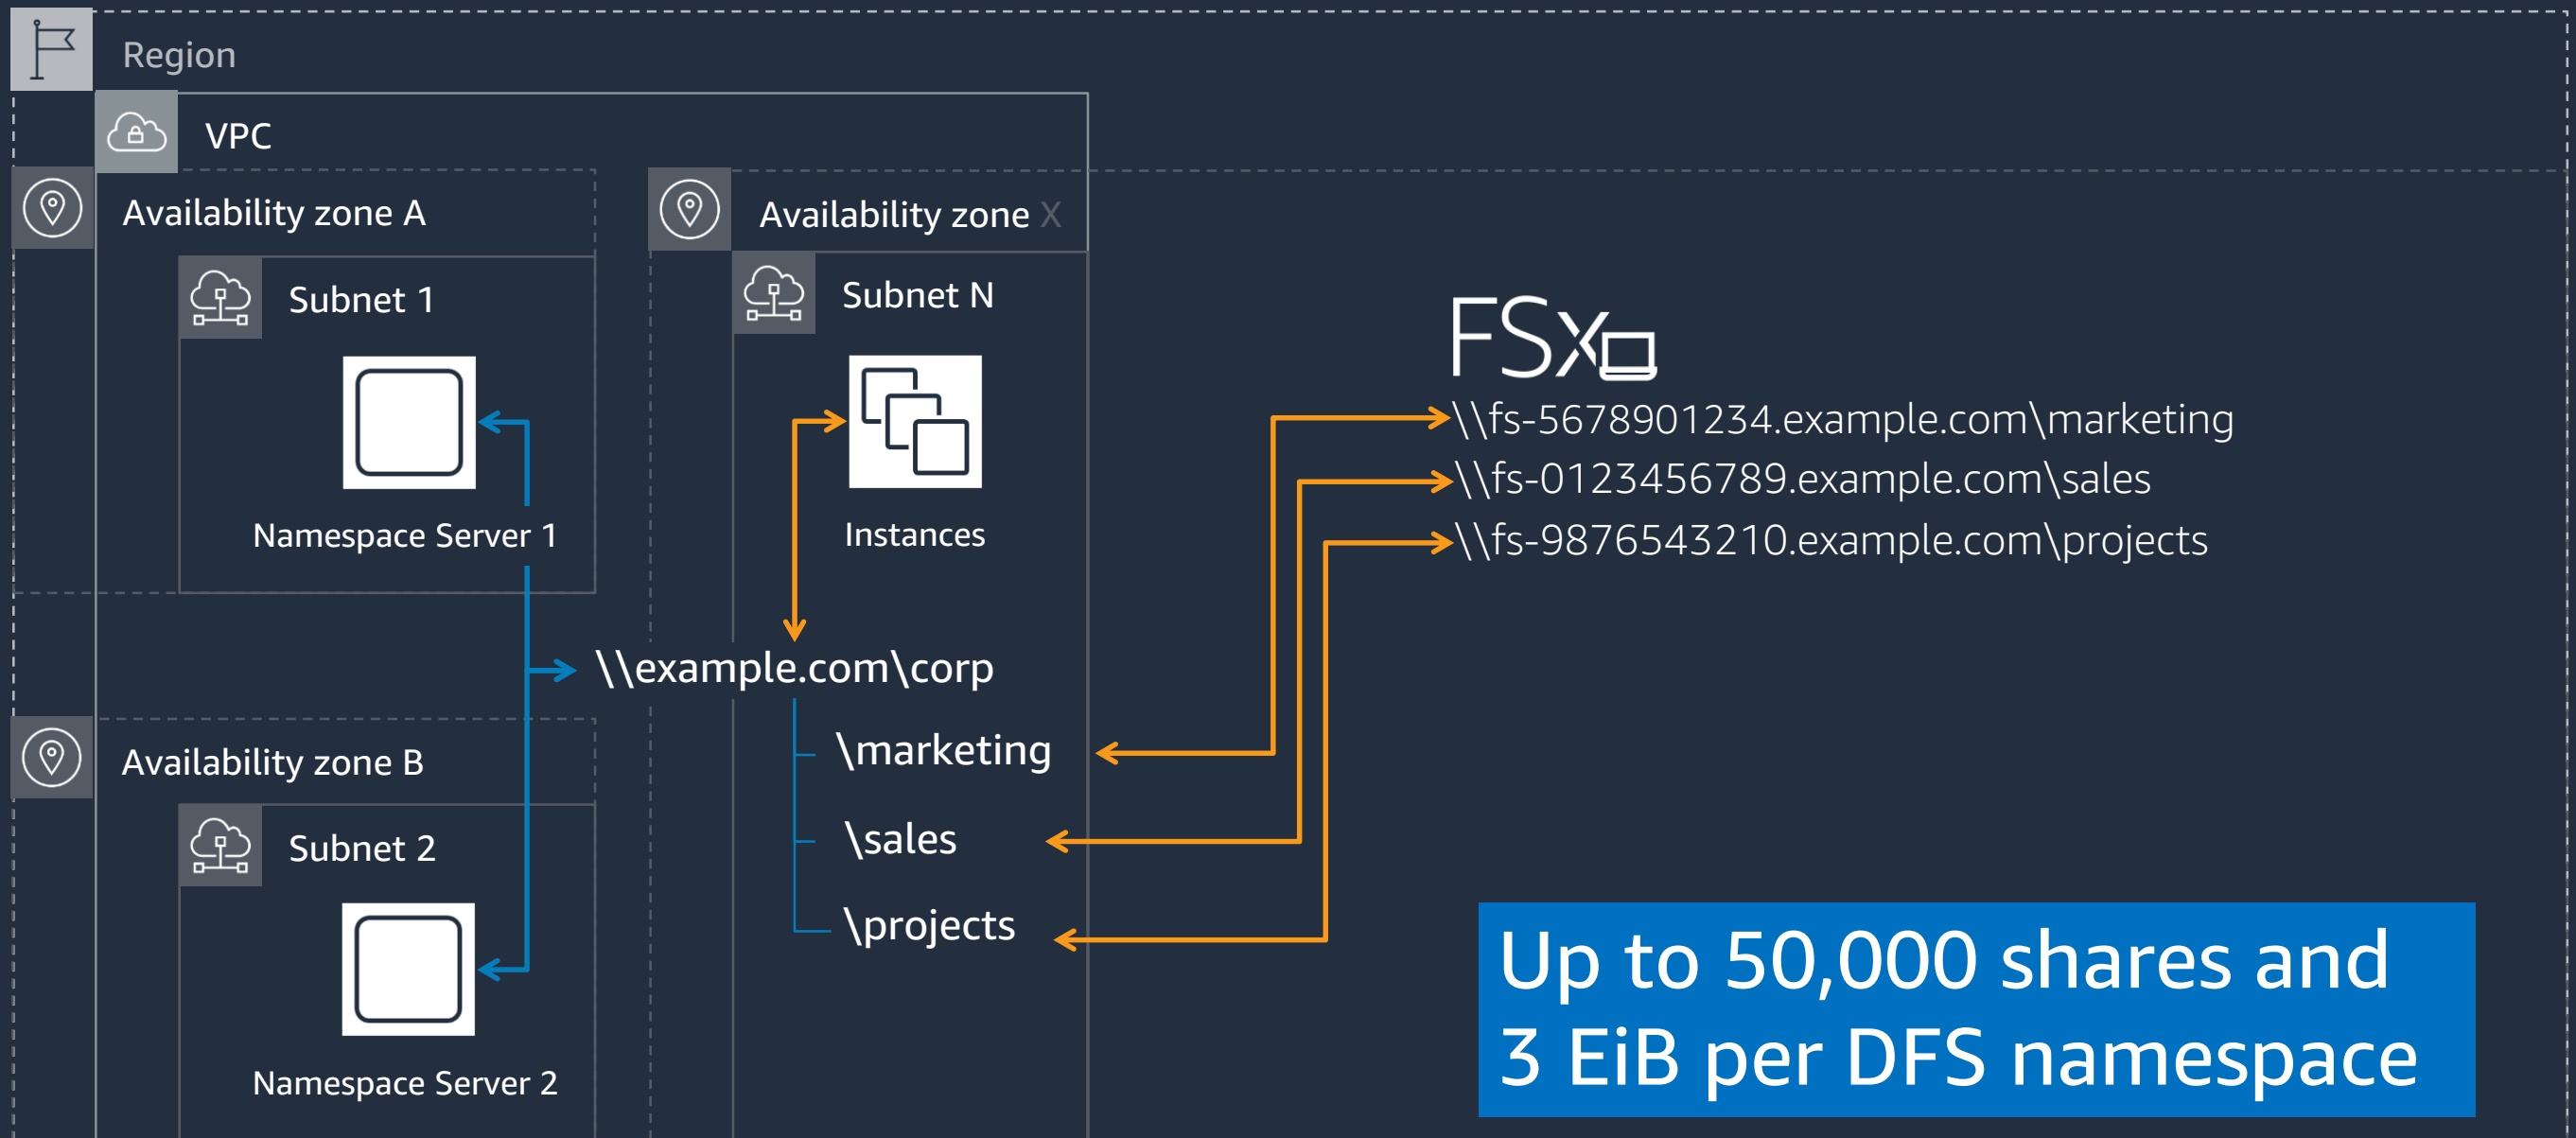 Region
VPC
Availability zone A
Availability zone X
Subnet 1
Subnet N
Namespace Server 1
Instances
FSx
\\fs-5678901234.example.com\marketing
\\fs-0123456789.example.com\sales
\\fs-9876543210.example.com\projects
\\example.com\corp
\marketing
\sales
\projects
Availability zone B
Subnet 2
Namespace Server 2
Up to 50,000 shares and
3 EiB per DFS namespace